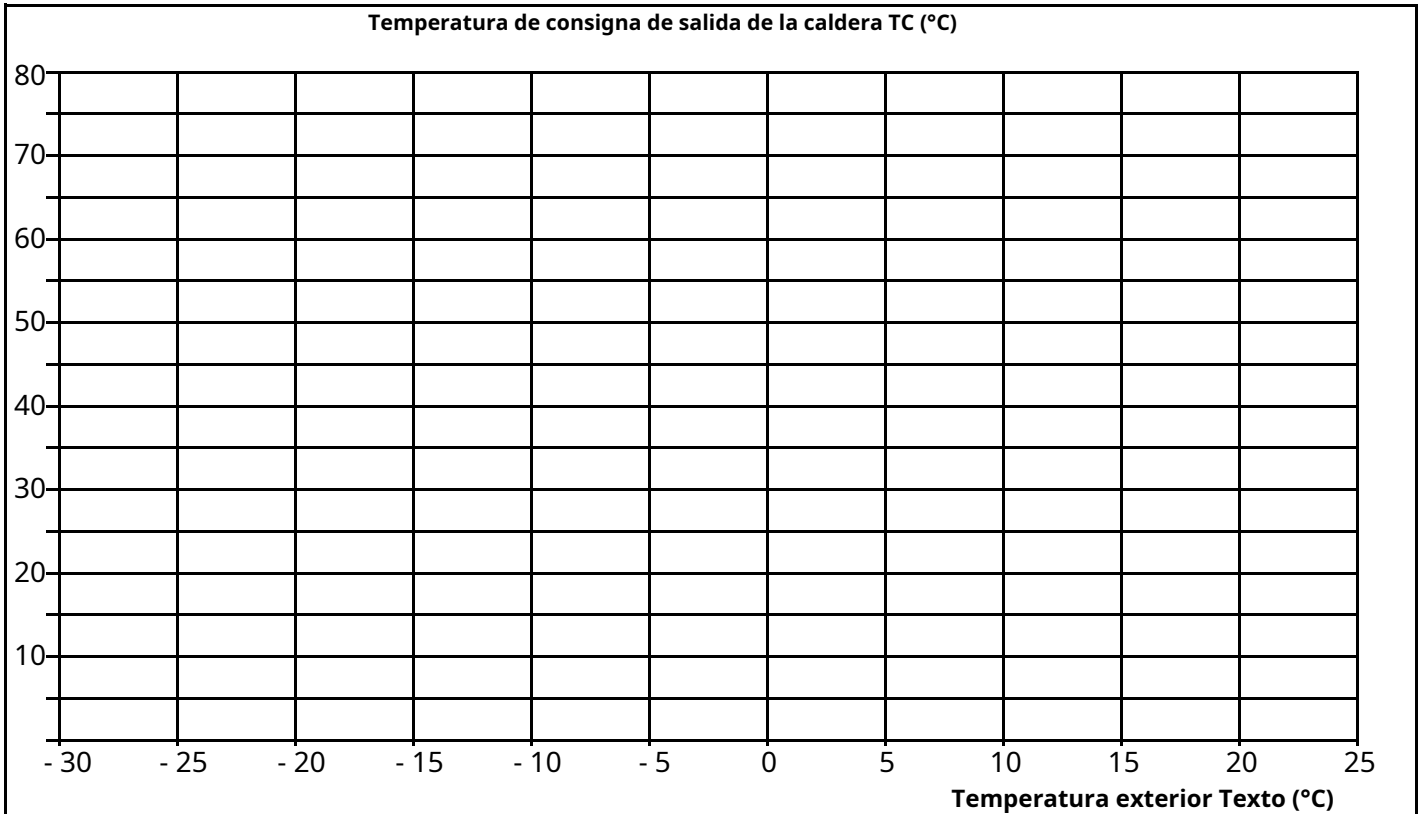 Temperatura de consigna de salida de la caldera TC (°C)
80
70
60
50
40
30
20
10
- 30 - 25 - 20 - 15 - 10 - 5 0 5 10 15 20 25
Temperatura exterior Texto (°C)